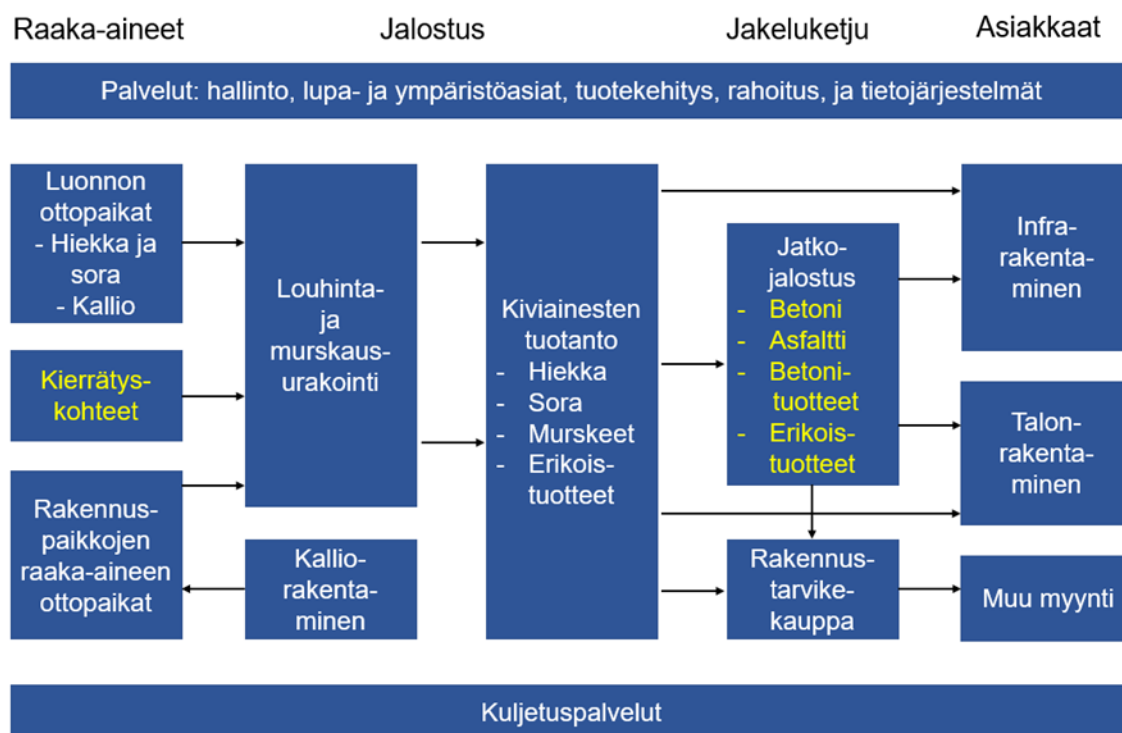 Raaka-aineet
Jalostus
Jakeluketju
Asiakkaat
Palvelut: hallinto, lupa- ja ympäristöasiat, tuotekehitys, rahoitus, ja tietojärjestelmät
Luonnon
ottopaikat
- Hiekka ja
sora
- Kallio
Kierrätys-
kohteet
Rakennus-
paikkojen
raaka-aineen
ottopaikat
Louhinta-
ja
murskaus-
urakointi
Kallio-
rakenta-
minen
Kiviainesten
tuotanto
- Hiekka
- Sora
- Murskeet
- Erikois-
tuotteet
Jatko-
jalostus
- Betoni
- Asfaltti
- Betoni-
tuotteet
- Erikois-
tuotteet
Rakennus-
tarvike-
kauppa
Infra-
rakenta-
minen
Talon-
rakenta-
minen
Muu myynti
Kuljetuspalvelut